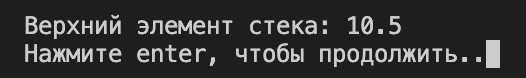 Верхний элемент стека: 10.5
Нажмите enter, чтобы продолжить..